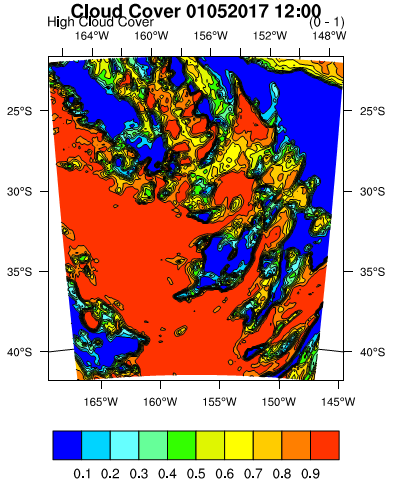 Cloud Cover 01052017 12:00
High Cloud Cover (0 - 1)
164°W 160°W 156°W 152°W 148°W
25°S 25°S
30°S 30°S
35°S 35°S
40°S 40°S
165°W 160°W 155°W 150°W 145°W
0.1 0.2 0.3 0.4 0.5 0.6 0.7 0.8 0.9